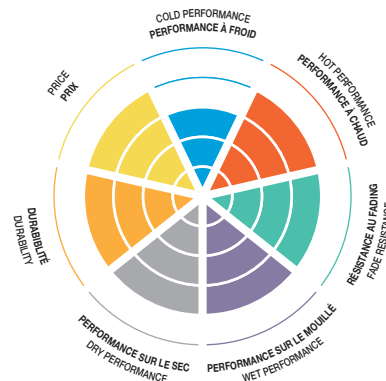 COLD PERFORMANCE
PERFORMANCE À FROID
HOT PERFORMANCE
PERFORMANCE À CHAUD
RÉSISTANCE AU FADING
FADE RESISTANCE
PERFORMANCE SUR LE MOUILLÉ
WET PERFORMANCE
PERFORMANCE SUR LE SEC
DRY PERFORMANCE
DURABIBLITÉ
DURABILITY
PRICE
PRIX